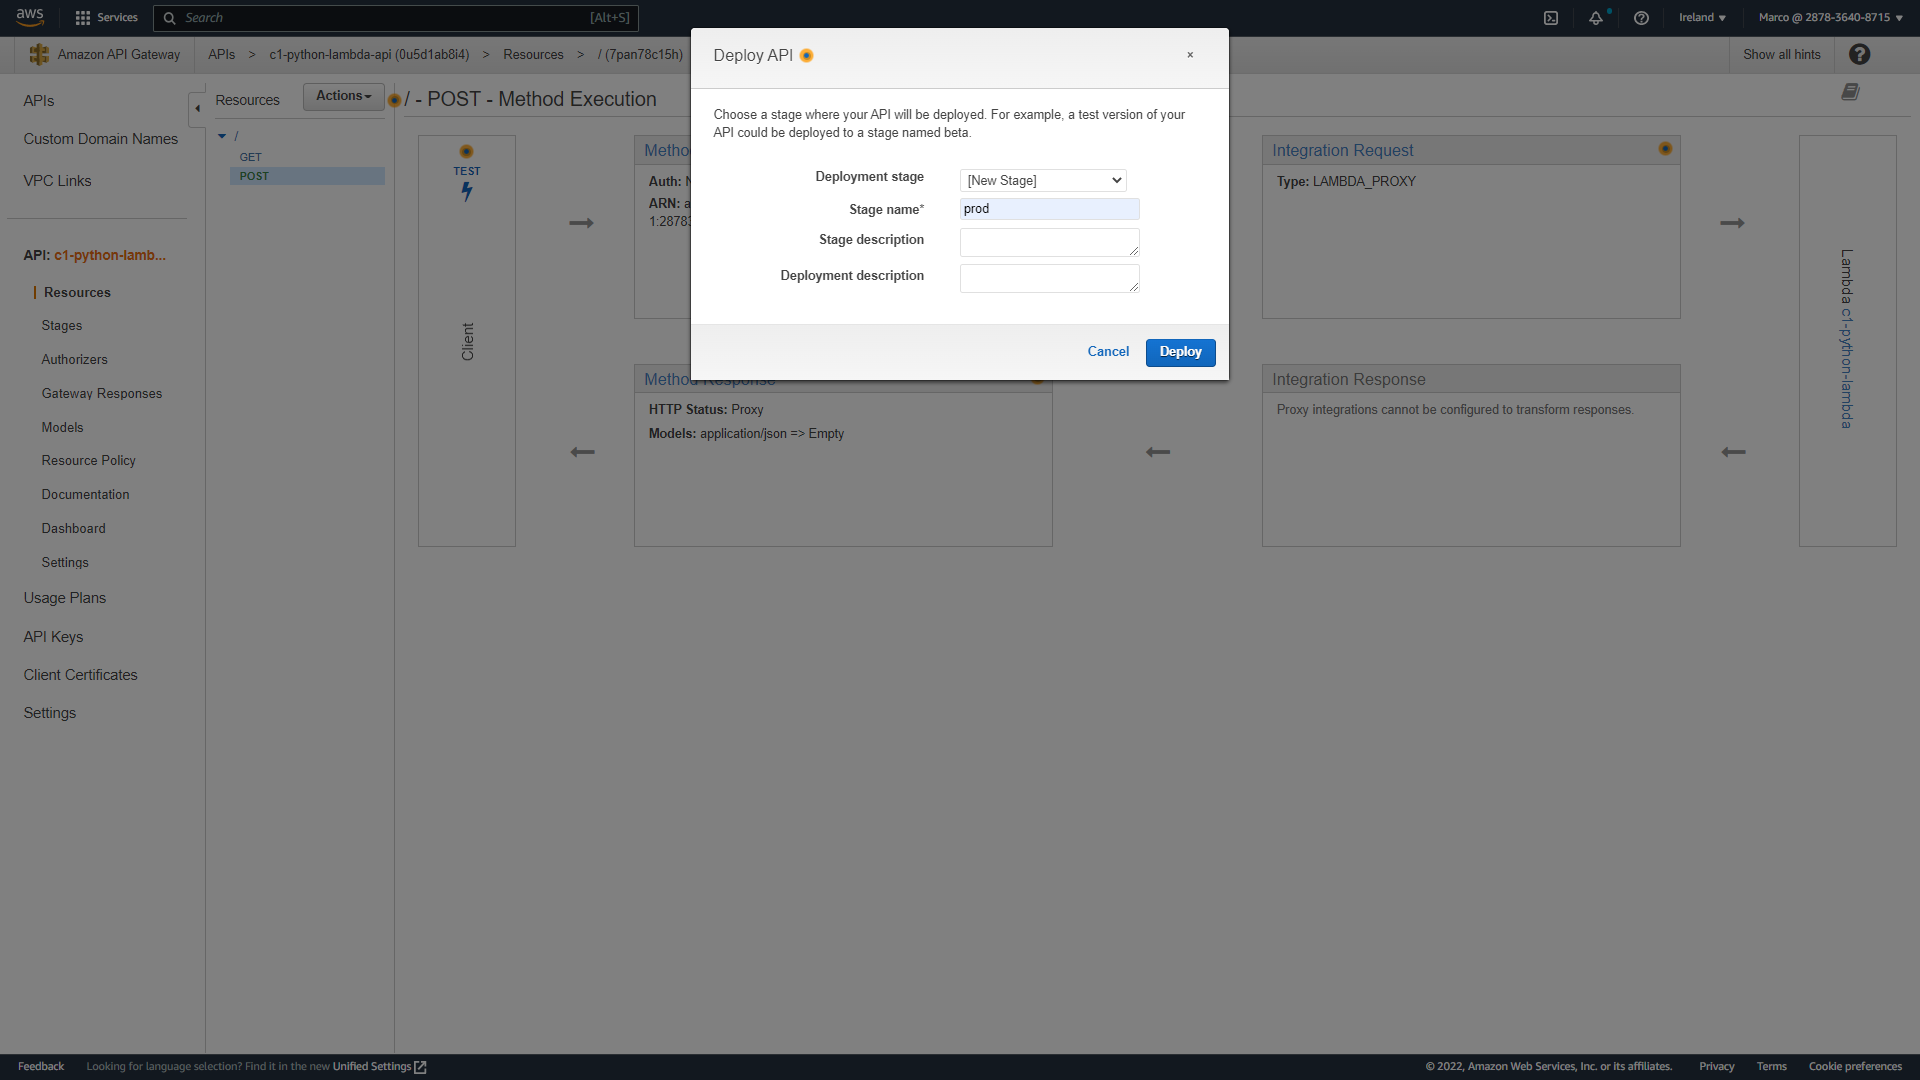 aws Services Search [Alt+S] Ireland ▼ Marco @ 2878-3640-8715 ▼
Amazon API Gateway APIs > c1-python-lambda-api (0u5d1ab8i4) > Resources > / (7pan78c15h) Show all hints
Deploy API
×
Choose a stage where your API will be deployed. For example, a test version of your
API could be deployed to a stage named beta.
Deployment stage [New Stage]
Stage name* prod
Stage description
Deployment description
Cancel Deploy
APIs
Custom Domain Names
VPC Links
API: c1-python-lamb...
Resources
Stages
Authorizers
Gateway Responses
Models
Resource Policy
Documentation
Dashboard
Settings
Usage Plans
API Keys
Client Certificates
Settings
Resources Actions
/
GET
POST
/ - POST - Method Execution
TEST
Client
Auth:
ARN:
1:2878
Integration Request
Type: LAMBDA_PROXY
Method Response
HTTP Status: Proxy
Models: application/json => Empty
Integration Response
Proxy integrations cannot be configured to transform responses.
Lambda c1-python-lambda
Feedback Looking for language selection? Find it in the new Unified Settings
© 2022, Amazon Web Services, Inc. or its affiliates. Privacy Terms Cookie preferences